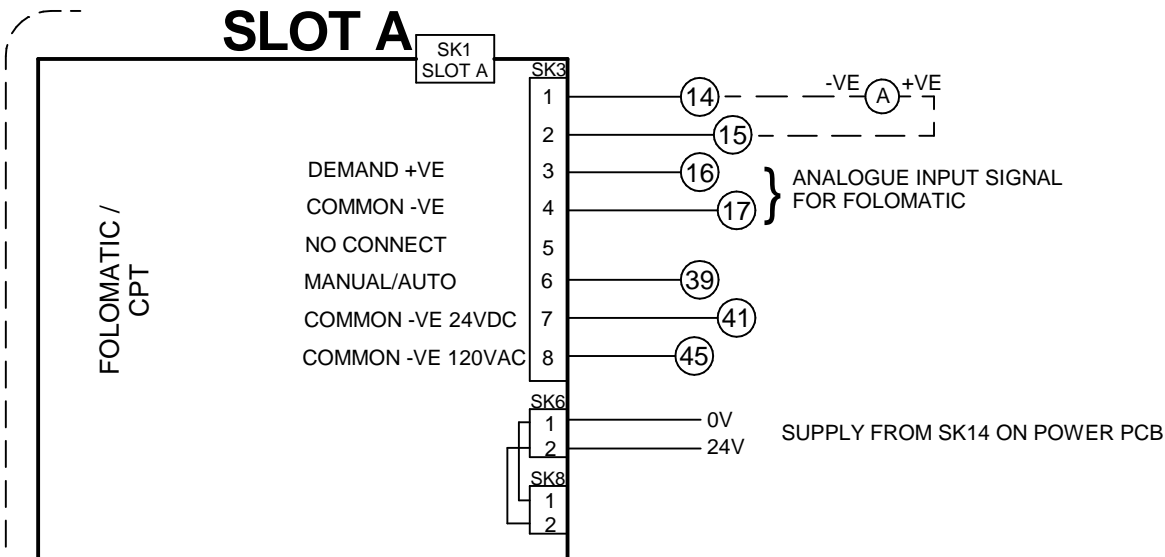 SLOT A
SK1
SLOT A
SK3
1
14
-VE
A
+VE
2
15
DEMAND +VE
3
16
COMMON -VE
4
17
}
ANALOGUE INPUT SIGNAL
FOR FOLOMATIC
NO CONNECT
5
MANUAL/AUTO
6
39
COMMON -VE 24VDC
7
41
COMMON -VE 120VAC
8
45
FOLOMATIC /
CPT
SK6
1
0V
2
24V
SUPPLY FROM SK14 ON POWER PCB
SK8
1
2